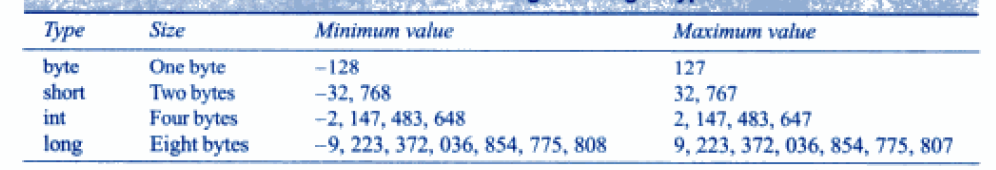 Type Size Minimum value Maximum value
byte One byte –128 127
short Two bytes –32, 768 32, 767
int Four bytes –2, 147, 483, 648 2, 147, 483, 647
long Eight bytes –9, 223, 372, 036, 854, 775, 808 9, 223, 372, 036, 854, 775, 807